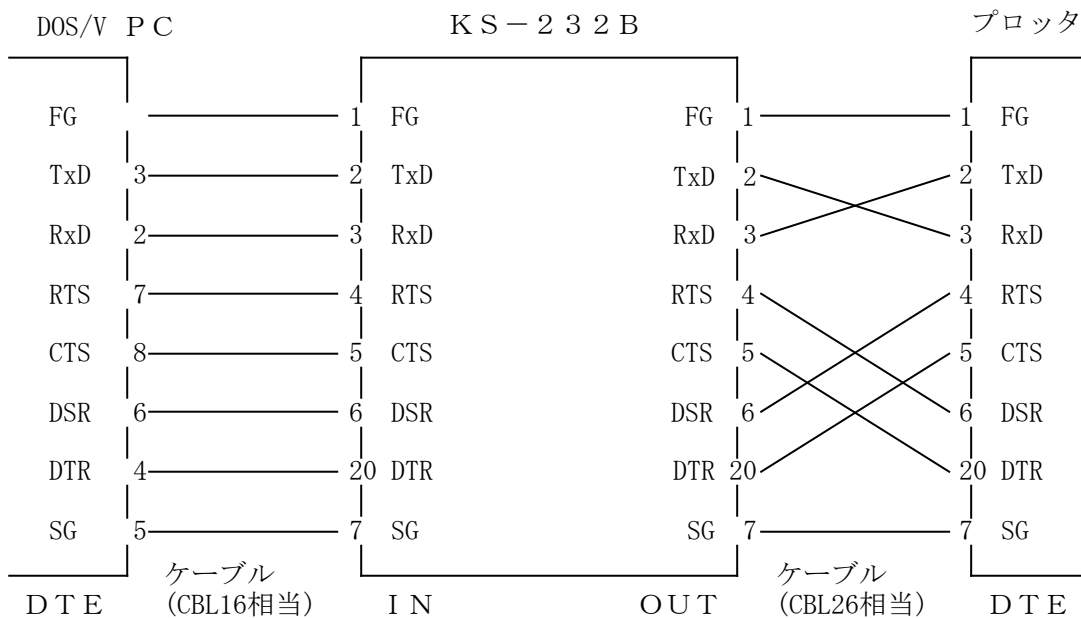 DOS/V ＰＣ ＫＳ－２３２Ｂ プロッタ
FG 1 FG FG 1 1 FG
TxD 3 2 TxD TxD 2 2 TxD
RxD 2 3 RxD RxD 3 3 RxD
RTS 7 4 RTS RTS 4 4 RTS
CTS 8 5 CTS CTS 5 5 CTS
DSR 6 6 DSR DSR 6 6 DSR
DTR 4 20 DTR DTR 20 20 DTR
SG 5 7 SG SG 7 7 SG
ケーブル ケーブル
ＤＴＥ (CBL16相当) ＩＮ ＯＵＴ (CBL26相当) ＤＴＥ